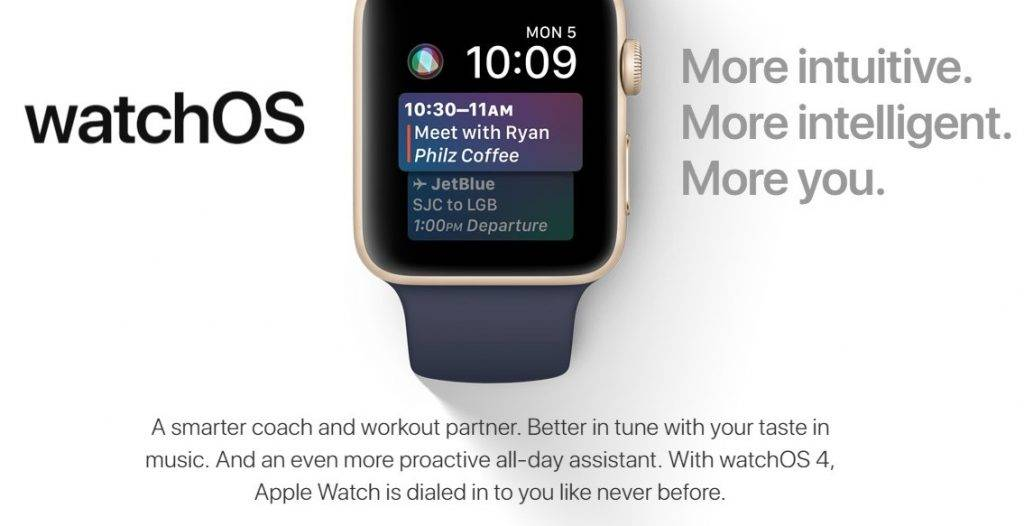 watchOS
MON 5
10:09
10:30–11AM
Meet with Ryan
Philz Coffee
✈ JetBlue
SJC to LGB
1:00PM Departure
More intuitive.
More intelligent.
More you.
A smarter coach and workout partner. Better in tune with your taste in
music. And an even more proactive all-day assistant. With watchOS 4,
Apple Watch is dialed in to you like never before.